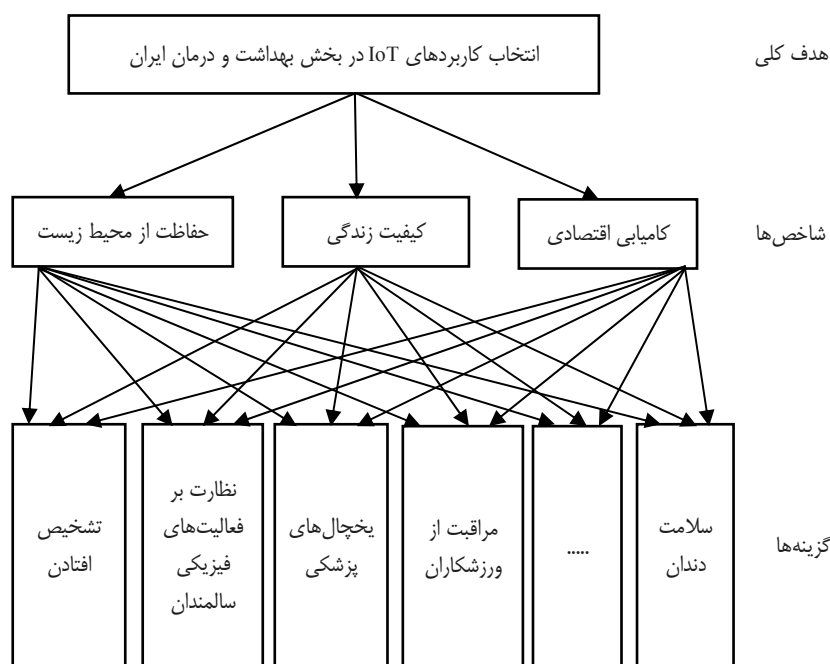 هدف کلی
انتخاب کاربردهای IoT در بخش بهداشت و درمان ایران
شاخص‌ها
کامیابی اقتصادی
کیفیت زندگی
حفاظت از محیط زیست
گزینه‌ها
سلامت
دندان
.....
مراقبت از
ورزشکاران
یخچال‌های
پزشکی
نظارت بر
فعالیت‌های
فیزیکی
سالمندان
تشخیص
افتادن